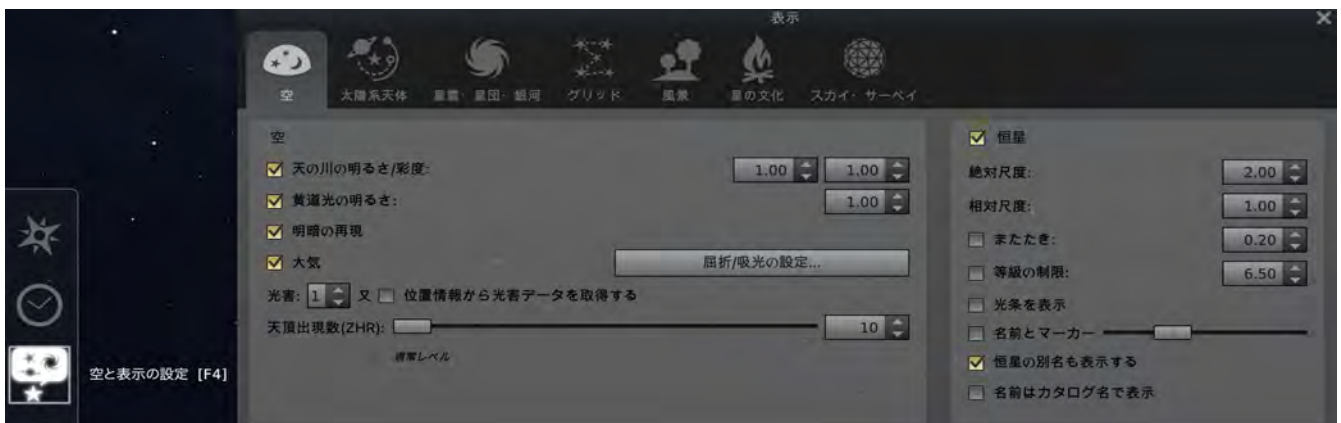 表示
空 太陽系天体 星雲・星団・銀河 グリッド 風景 星の文化 スカイ・サーベイ
空
天の川の明るさ/彩度: 1.00 1.00
黄道光の明るさ: 1.00
明暗の再現
大気 屈折/吸光の設定...
光害: 1 又 位置情報から光害データを取得する
天頂出現数(ZHR): 10
通常レベル
恒星
絶対尺度: 2.00
相対尺度: 1.00
またたき: 0.20
等級の制限: 6.50
光条を表示
名前とマーカー
恒星の別名も表示する
名前はカタログ名で表示
空と表示の設定 [F4]